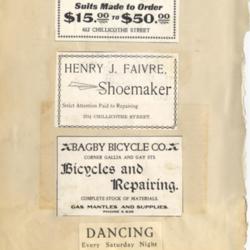 Suits Made to Order
$15.00 TO $50.00
612 CHILLICOTHE STREET
HENRY J. FAIVRE,
Shoemaker
Strict Attention Paid to Repairing
CHILLICOTHE STREET
BAGBY BICYCLE CO.
CORNER GALLIA AND GAY STS.
Bicycles and
Repairing.
COMPLETE STOCK OF MATERIALS.
GAS MANTLES AND SUPPLIES.
PHONE
DANCING
Every Saturday Night